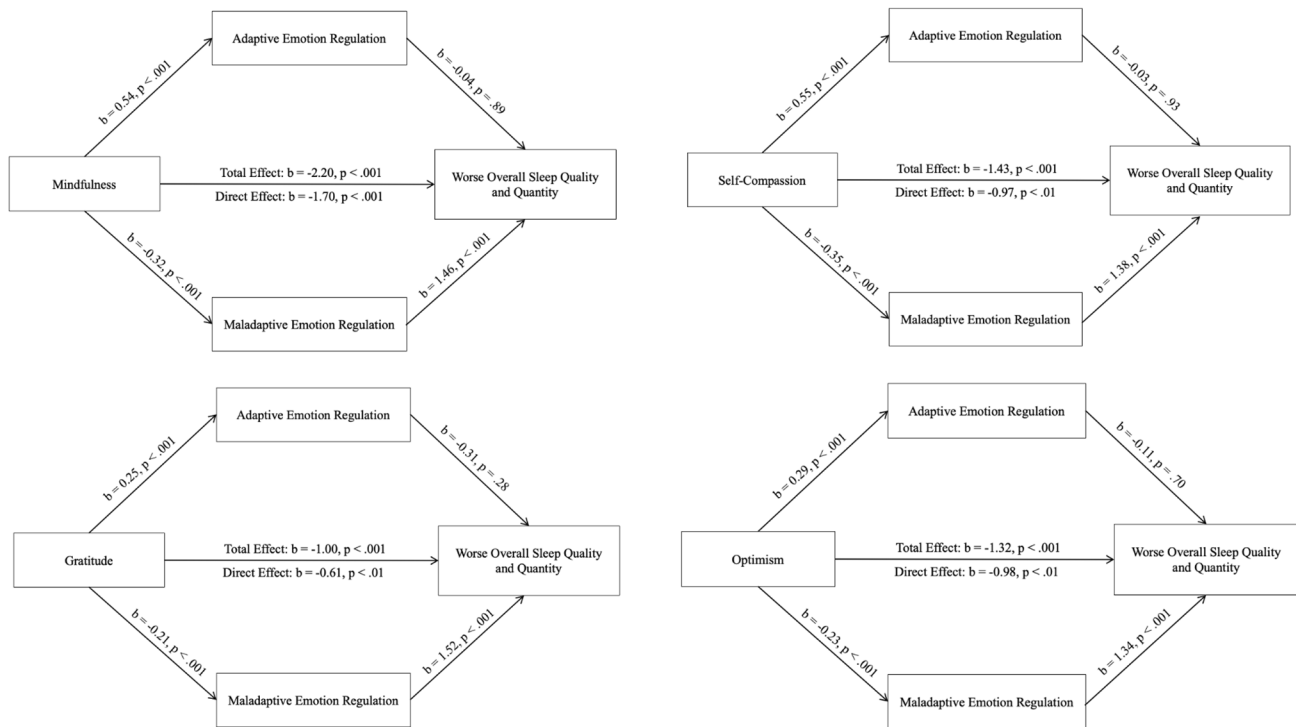 Adaptive Emotion Regulation
b = 0.54, p < .001
b = -0.04, p = .89
Mindfulness
Total Effect: b = -2.20, p < .001
Direct Effect: b = -1.70, p < .001
Worse Overall Sleep Quality
and Quantity
b = -0.32, p < .001
b = 1.46, p < .001
Maladaptive Emotion Regulation
Adaptive Emotion Regulation
b = 0.55, p < .001
b = -0.03, p = .93
Self-Compassion
Total Effect: b = -1.43, p < .001
Direct Effect: b = -0.97, p < .01
Worse Overall Sleep Quality
and Quantity
b = -0.35, p < .001
b = 1.38, p < .001
Maladaptive Emotion Regulation
Adaptive Emotion Regulation
b = 0.25, p < .001
b = -0.31, p = .28
Gratitude
Total Effect: b = -1.00, p < .001
Direct Effect: b = -0.61, p < .01
Worse Overall Sleep Quality
and Quantity
b = -0.21, p < .001
b = 1.52, p < .001
Maladaptive Emotion Regulation
Adaptive Emotion Regulation
b = 0.29, p < .001
b = -0.11, p = .70
Optimism
Total Effect: b = -1.32, p < .001
Direct Effect: b = -0.98, p < .01
Worse Overall Sleep Quality
and Quantity
b = -0.23, p < .001
b = 1.34, p < .001
Maladaptive Emotion Regulation